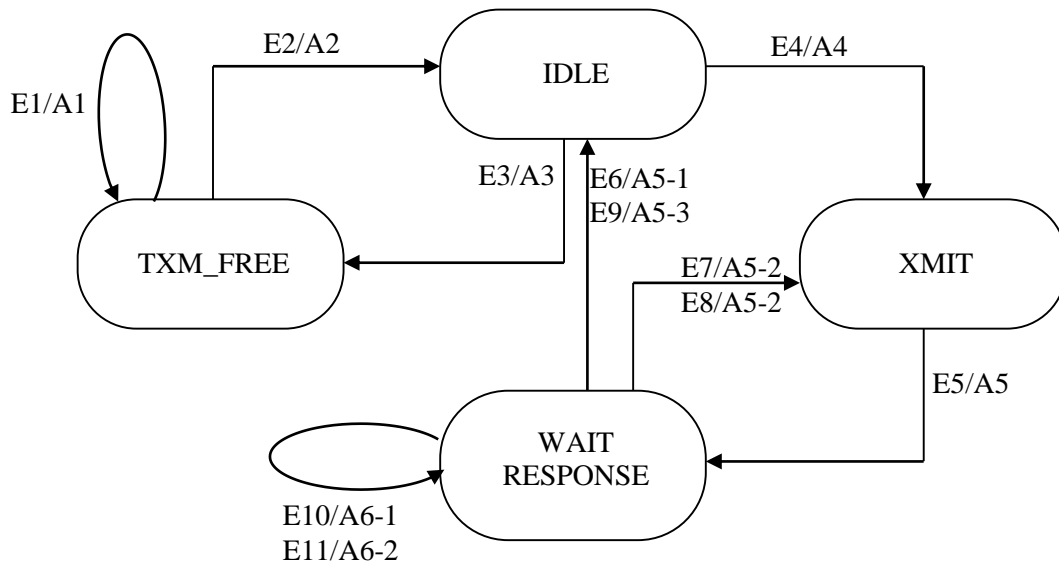 E2/A2
IDLE
E4/A4
E1/A1
E3/A3
E6/A5-1
E9/A5-3
TXM_FREE
XMIT
E7/A5-2
E8/A5-2
E5/A5
WAIT
RESPONSE
E10/A6-1
E11/A6-2